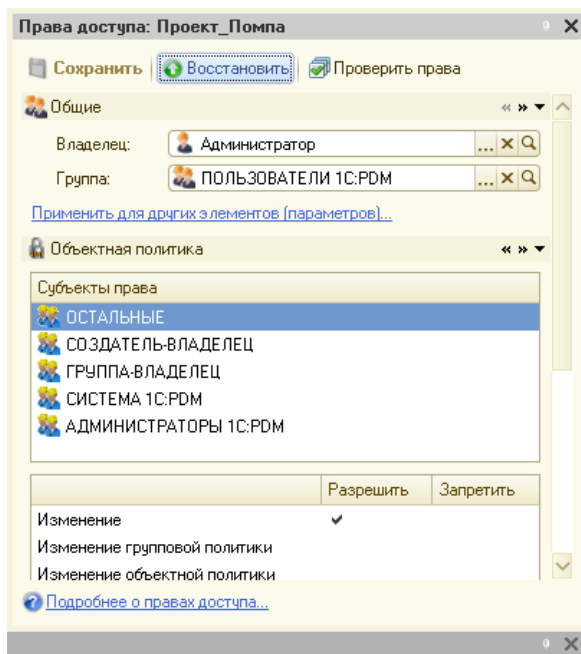 Права доступа: Проект_Помпа
Сохранить Восстановить Проверить права
Общие
Владелец: Администратор ...
Группа: ПОЛЬЗОВАТЕЛИ 1С:PDM ...
Применить для других элементов (параметров)...
Объектная политика
Субъекты права
ОСТАЛЬНЫЕ
СОЗДАТЕЛЬ-ВЛАДЕЛЕЦ
ГРУППА-ВЛАДЕЛЕЦ
СИСТЕМА 1С:PDM
АДМИНИСТРАТОРЫ 1С:PDM
Разрешить Запретить
Изменение
Изменение групповой политики
Изменение объектной политики
Подробнее о правах доступа...